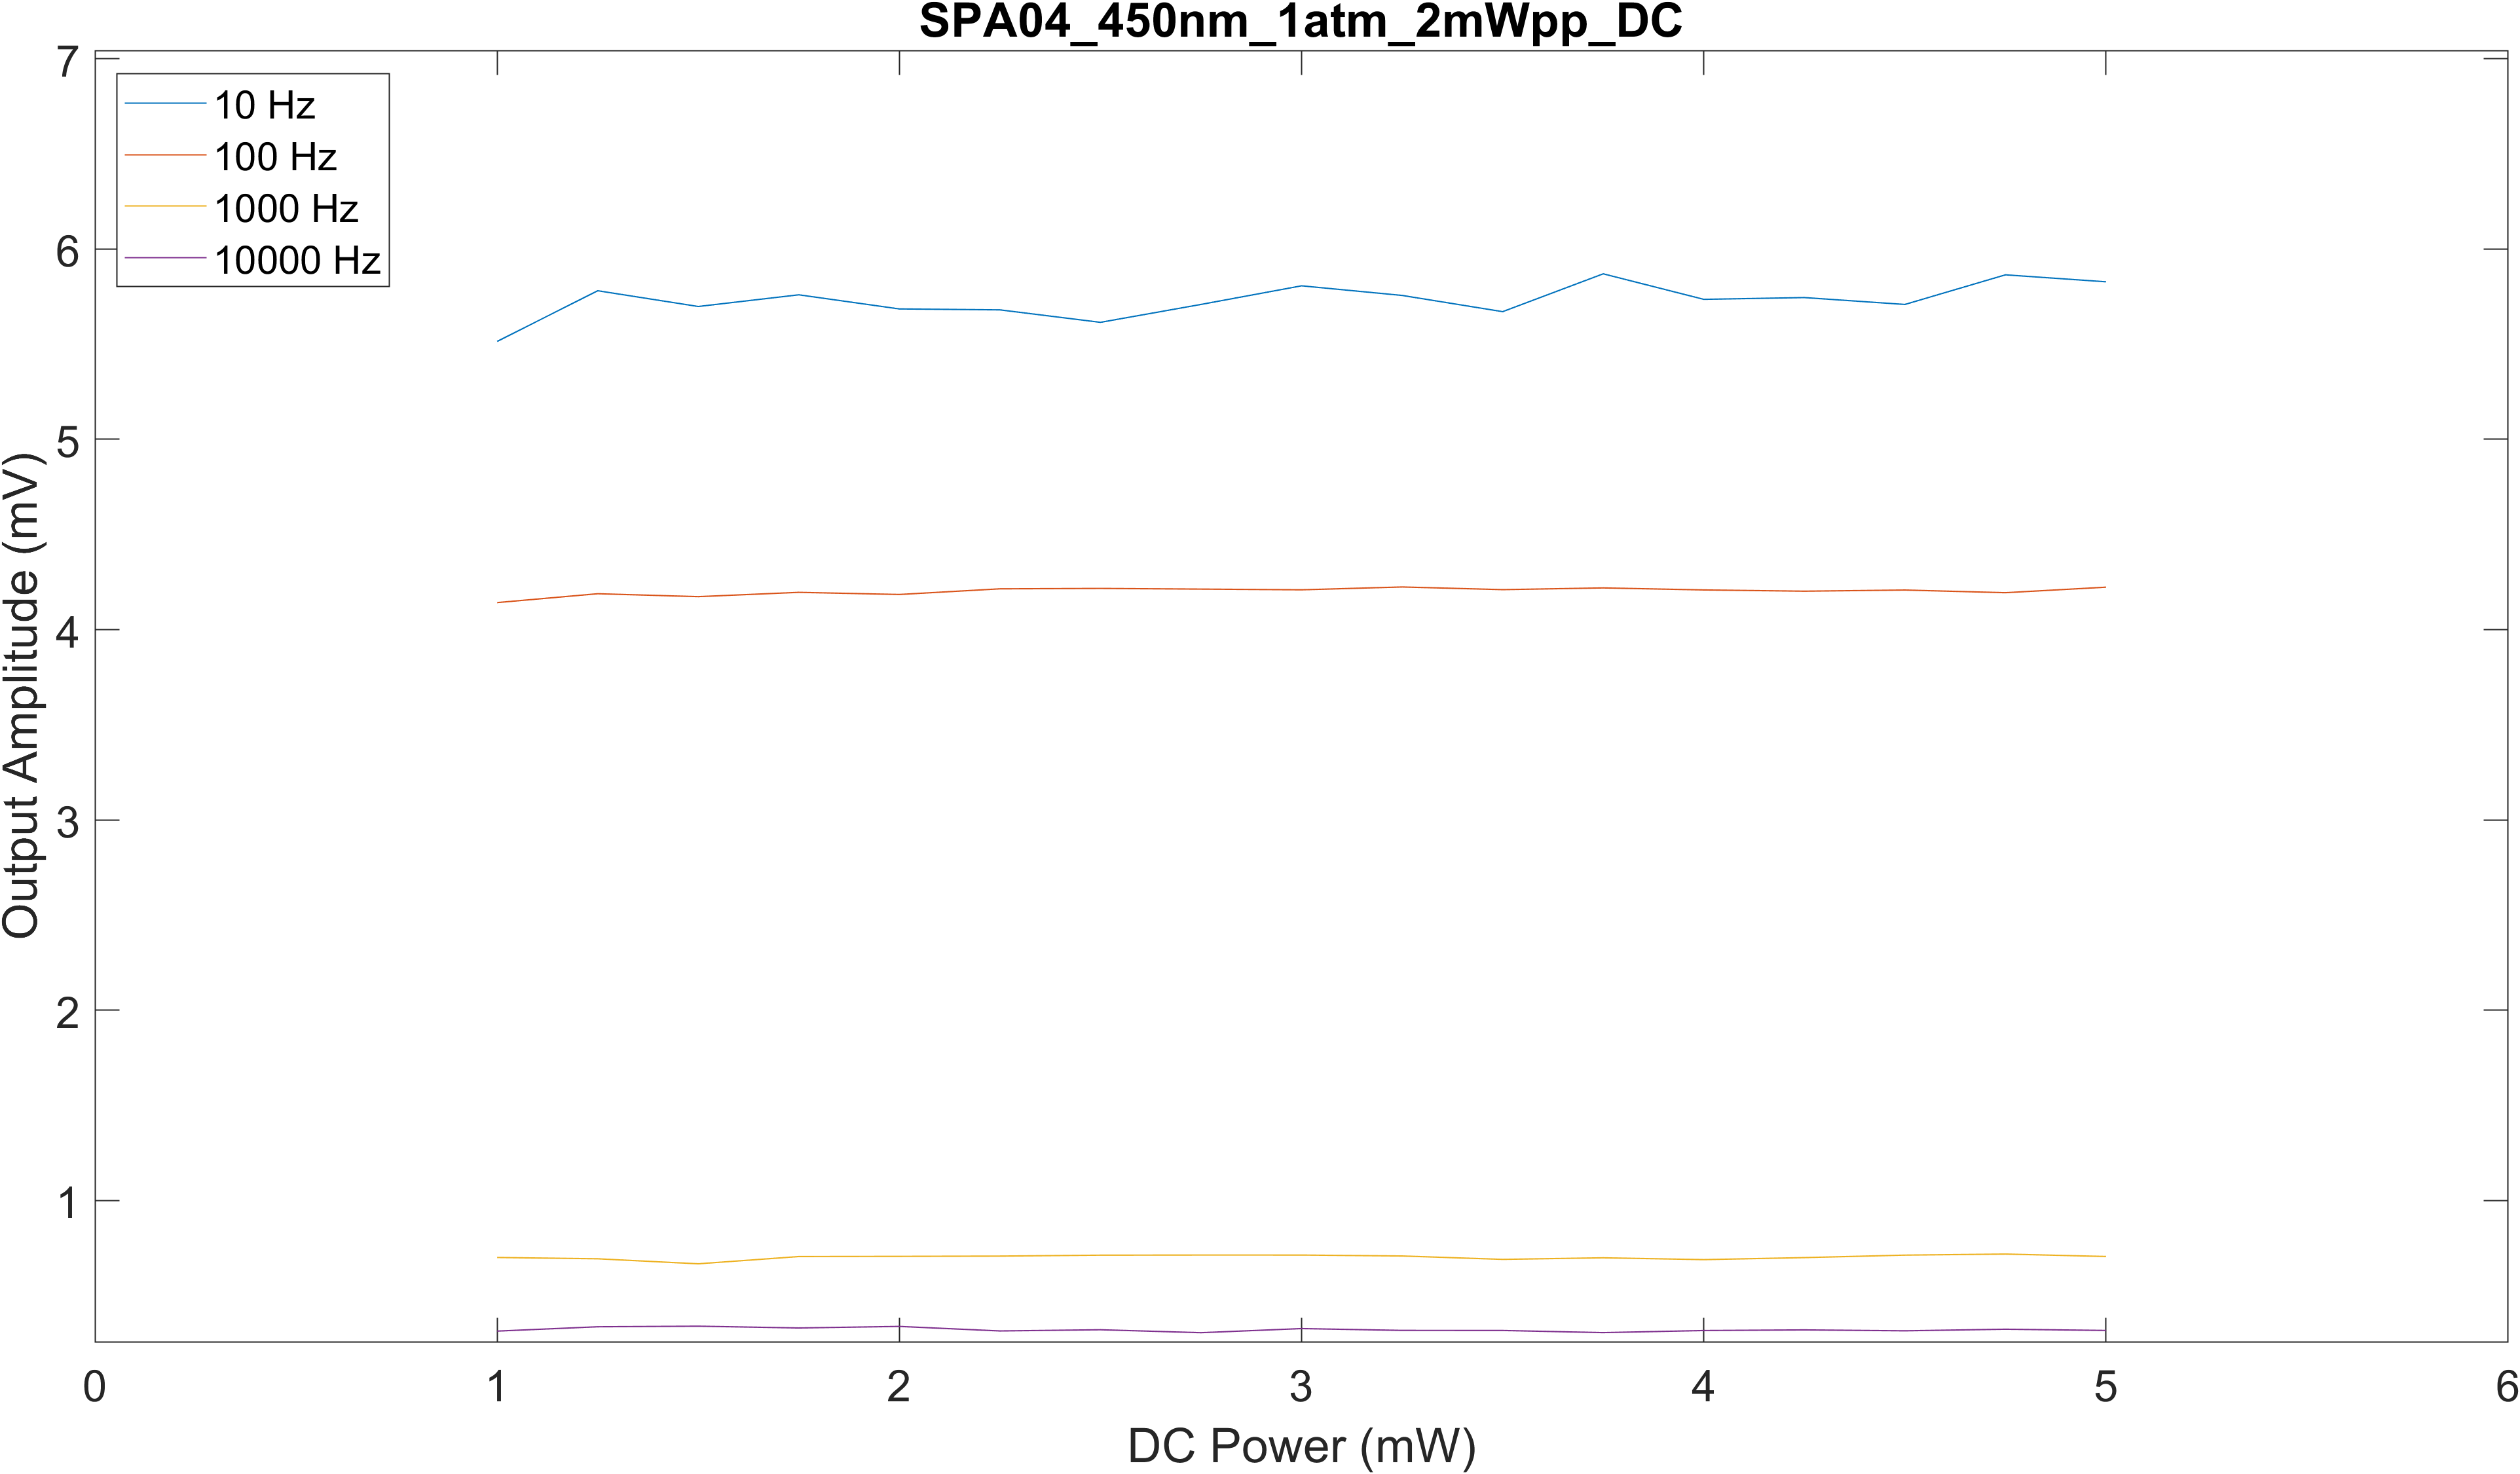 SPA04_450nm_1atm_2mWpp_DC
7
6
5
4
3
2
1
Output Amplitude (mV)
10 Hz
100 Hz
1000 Hz
10000 Hz
0 1 2 3 4 5 6
DC Power (mW)